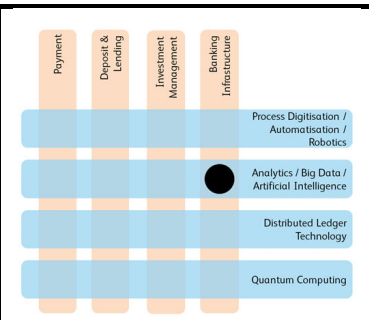 Payment
Deposit &
Lending
Investment
Management
Banking
Infrastructure
Process Digitisation /
Automatisation /
Robotics
Analytics / Big Data /
Artificial Intelligence
Distributed Ledger
Technology
Quantum Computing